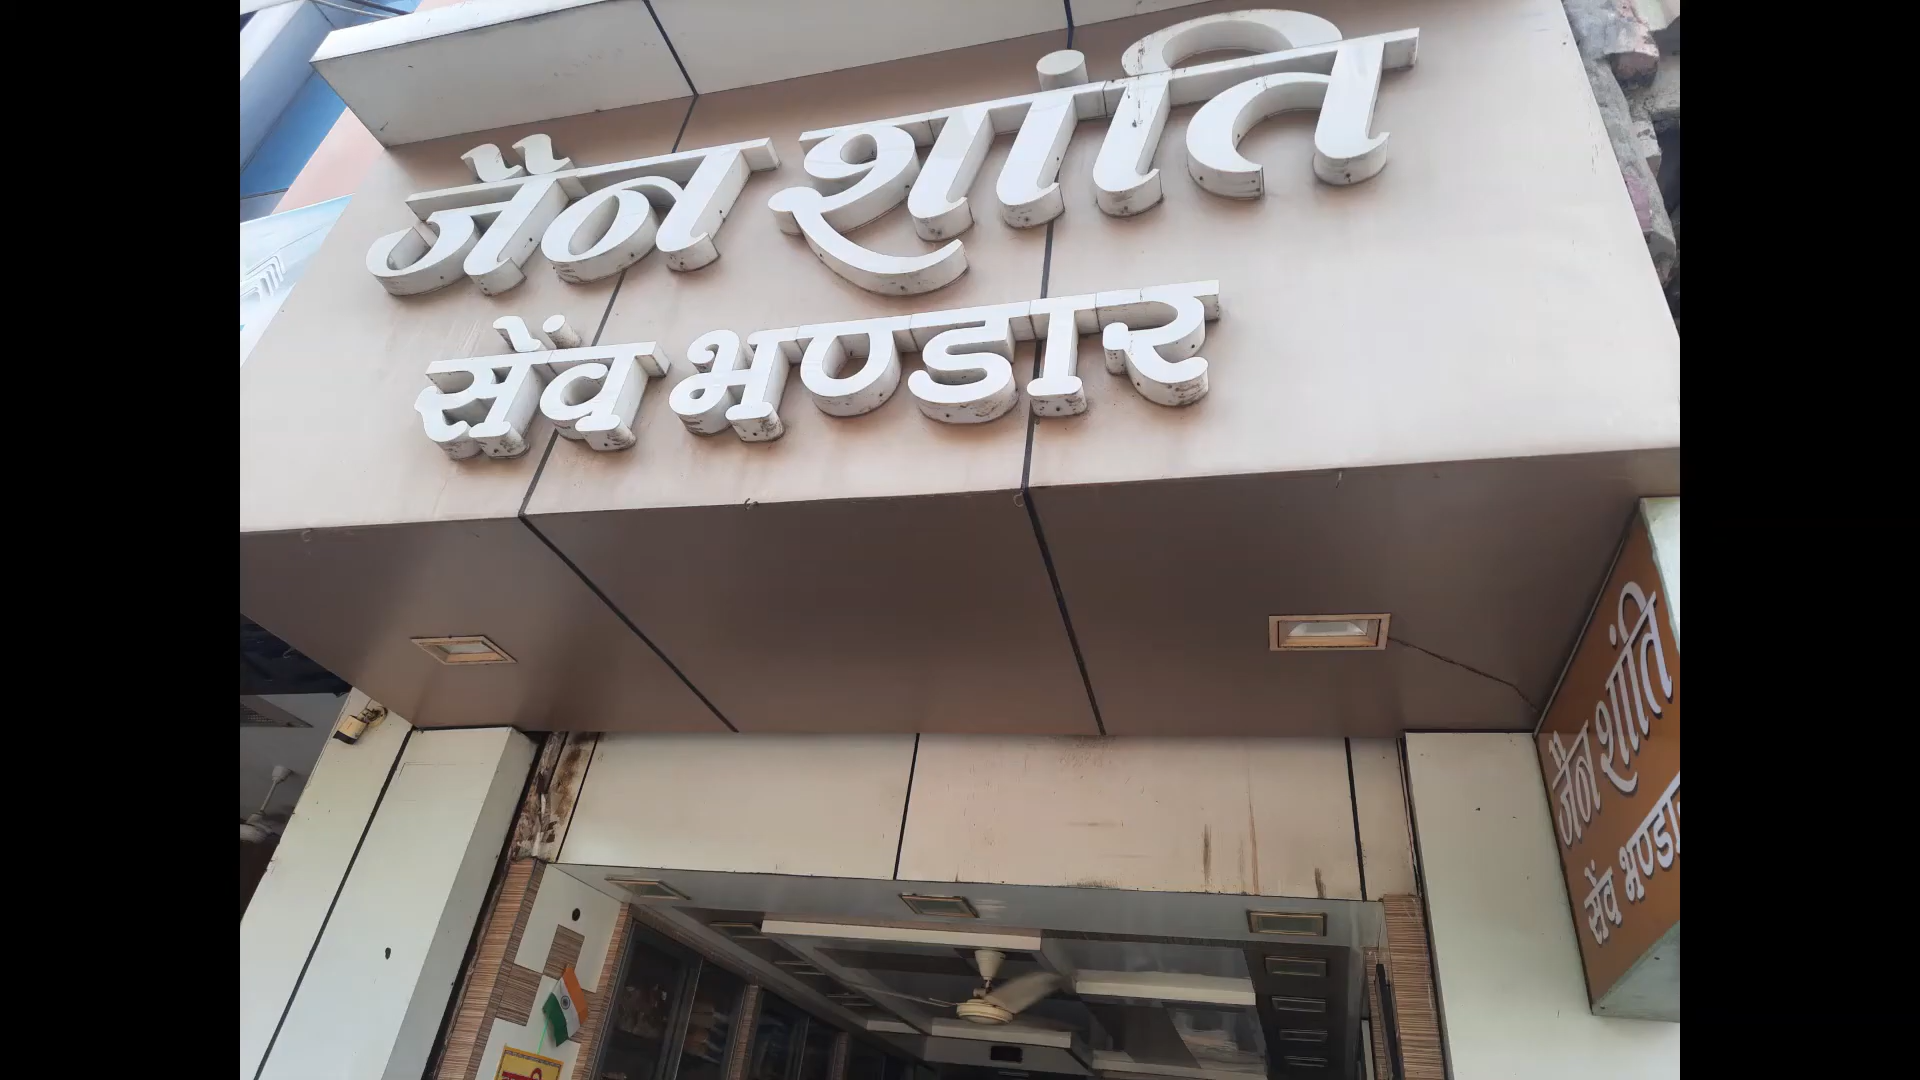 जैन शांति
सेंव भण्डार
जैन शांति
सेंव भण्डा